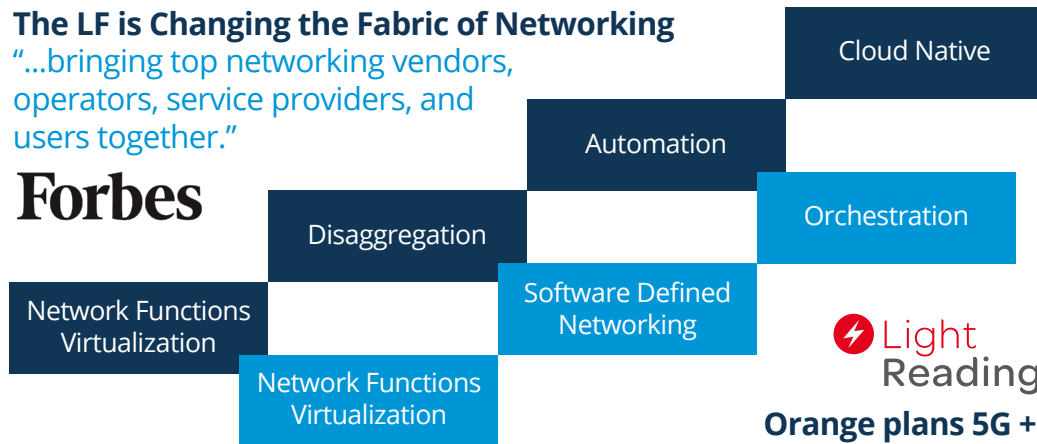 The LF is Changing the Fabric of Networking
“...bringing top networking vendors,
operators, service providers, and
users together.”
Forbes
Cloud Native
Automation
Orchestration
Disaggregation
Software Defined
Networking
Network Functions
Virtualization
Network Functions
Virtualization
Light
Reading
Orange plans 5G +